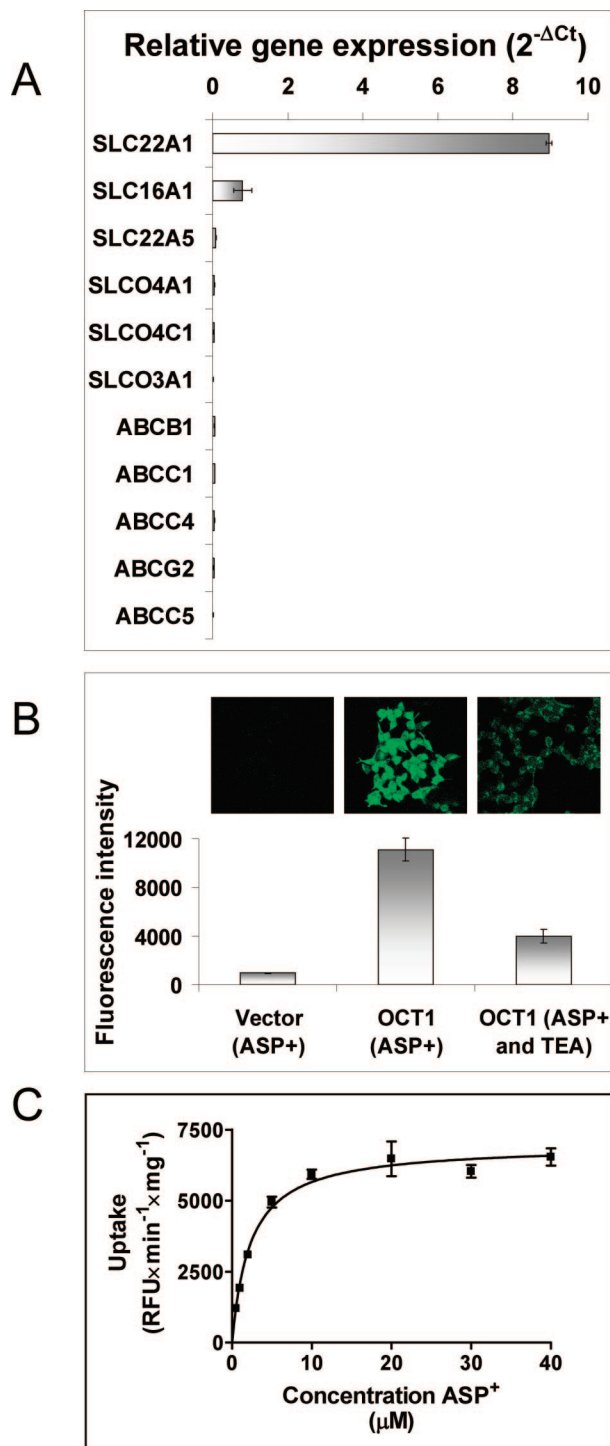 A
Relative gene expression (2^-ΔCt)
0 2 4 6 8 10
SLC22A1
SLC16A1
SLC22A5
SLCO4A1
SLCO4C1
SLCO3A1
ABCB1
ABCC1
ABCC4
ABCG2
ABCC5
B
Fluorescence intensity
12000
8000
4000
0
Vector OCT1 OCT1 (ASP+
(ASP+) (ASP+) and TEA)
C
Uptake
(RFU×min⁻¹×mg⁻¹)
7500
5000
2500
0
0 10 20 30 40
Concentration ASP⁺
(μM)